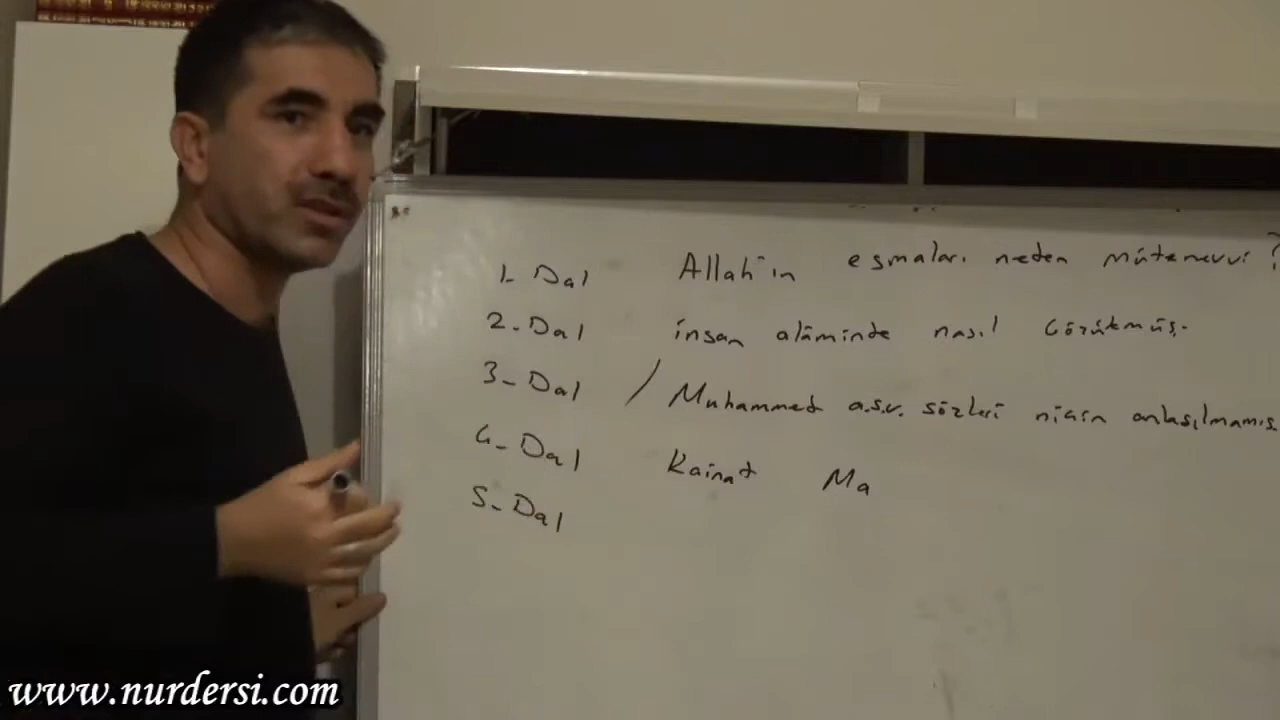 1- Dal Allah'ın esmaları neden mütenevvi ?
2- Dal insan aleminde nasıl Gözükmüş.
3- Dal / Muhammed a.s.v. sözleri niçin anlaşılmamış.
4- Dal Kainat Ma
5- Dal
www.nurdersi.com